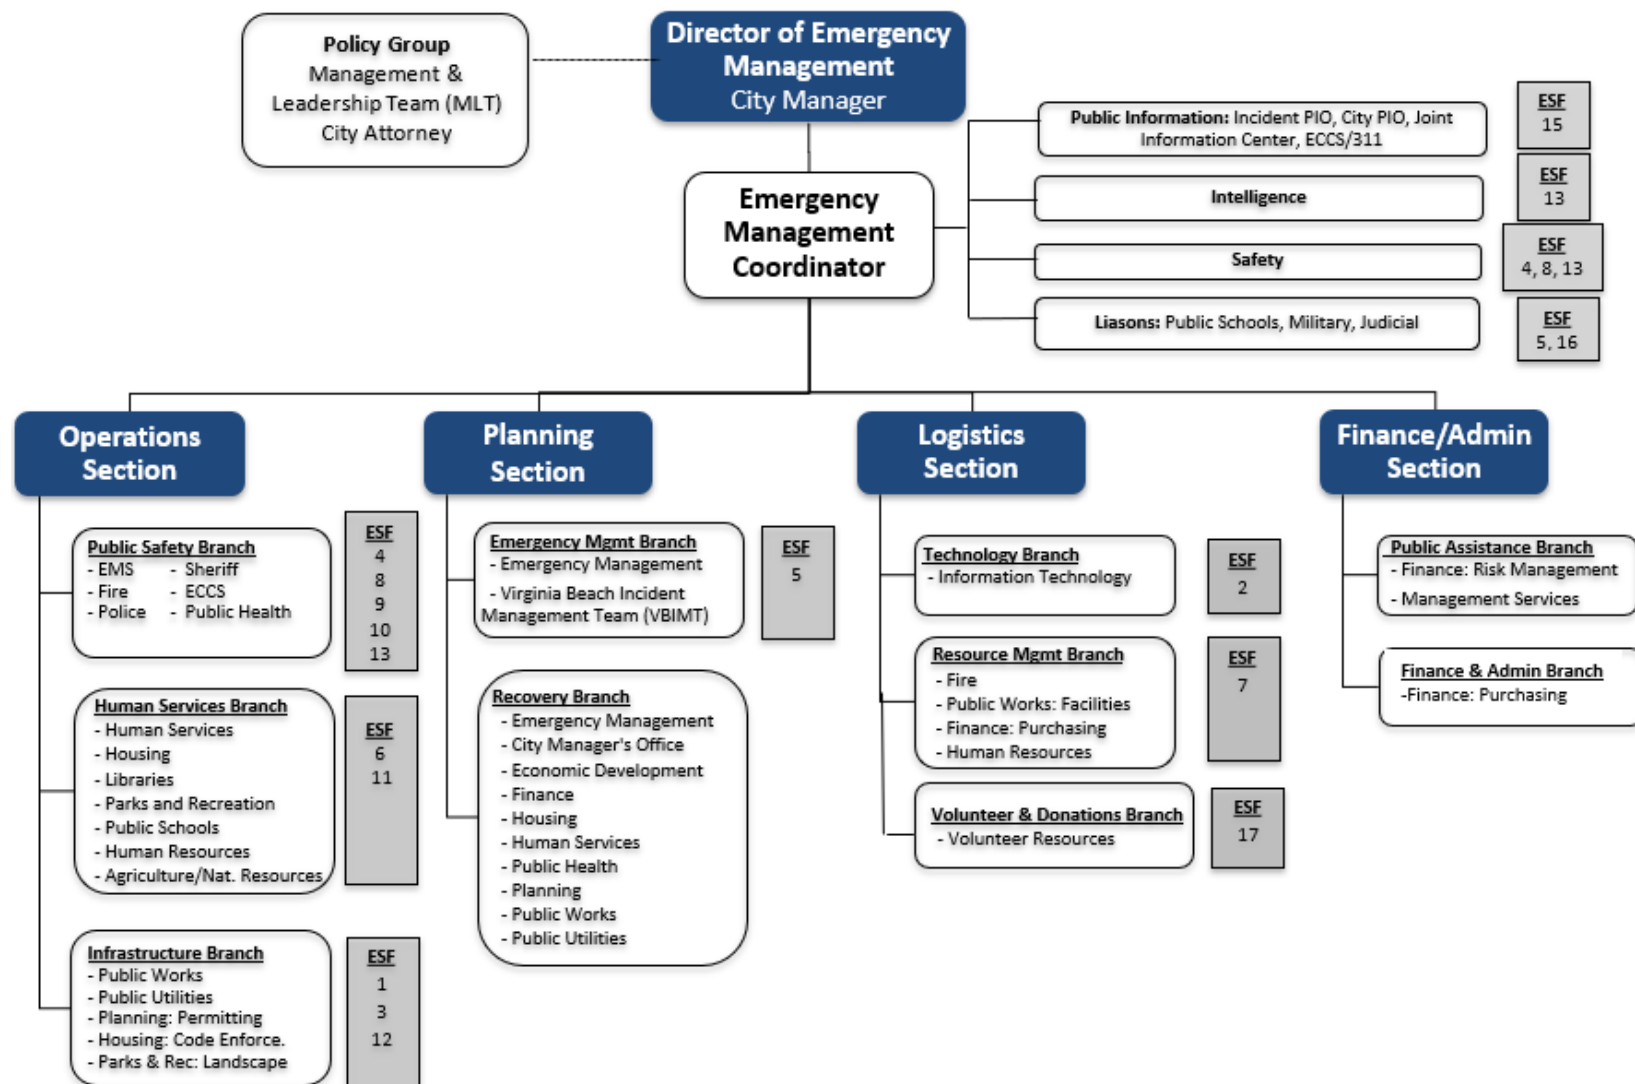 Policy Group
Management &
Leadership Team (MLT)
City Attorney
Director of Emergency
Management
City Manager
Emergency
Management
Coordinator
Public Information: Incident PIO, City PIO, Joint
Information Center, ECCS/311
ESF
15
Intelligence
ESF
13
Safety
ESF
4, 8, 13
Liasons: Public Schools, Military, Judicial
ESF
5, 16
Operations
Section
Public Safety Branch
- EMS - Sheriff
- Fire - ECCS
- Police - Public Health
ESF
4
8
9
10
13
Human Services Branch
- Human Services
- Housing
- Libraries
- Parks and Recreation
- Public Schools
- Human Resources
- Agriculture/Nat. Resources
ESF
6
11
Infrastructure Branch
- Public Works
- Public Utilities
- Planning: Permitting
- Housing: Code Enforce.
- Parks & Rec: Landscape
ESF
1
3
12
Planning
Section
Emergency Mgmt Branch
- Emergency Management
- Virginia Beach Incident
Management Team (VBIMT)
ESF
5
Recovery Branch
- Emergency Management
- City Manager's Office
- Economic Development
- Finance
- Housing
- Human Services
- Public Health
- Planning
- Public Works
- Public Utilities
Logistics
Section
Technology Branch
- Information Technology
ESF
2
Resource Mgmt Branch
- Fire
- Public Works: Facilities
- Finance: Purchasing
- Human Resources
ESF
7
Volunteer & Donations Branch
- Volunteer Resources
ESF
17
Finance/Admin
Section
Public Assistance Branch
- Finance: Risk Management
- Management Services
Finance & Admin Branch
-Finance: Purchasing